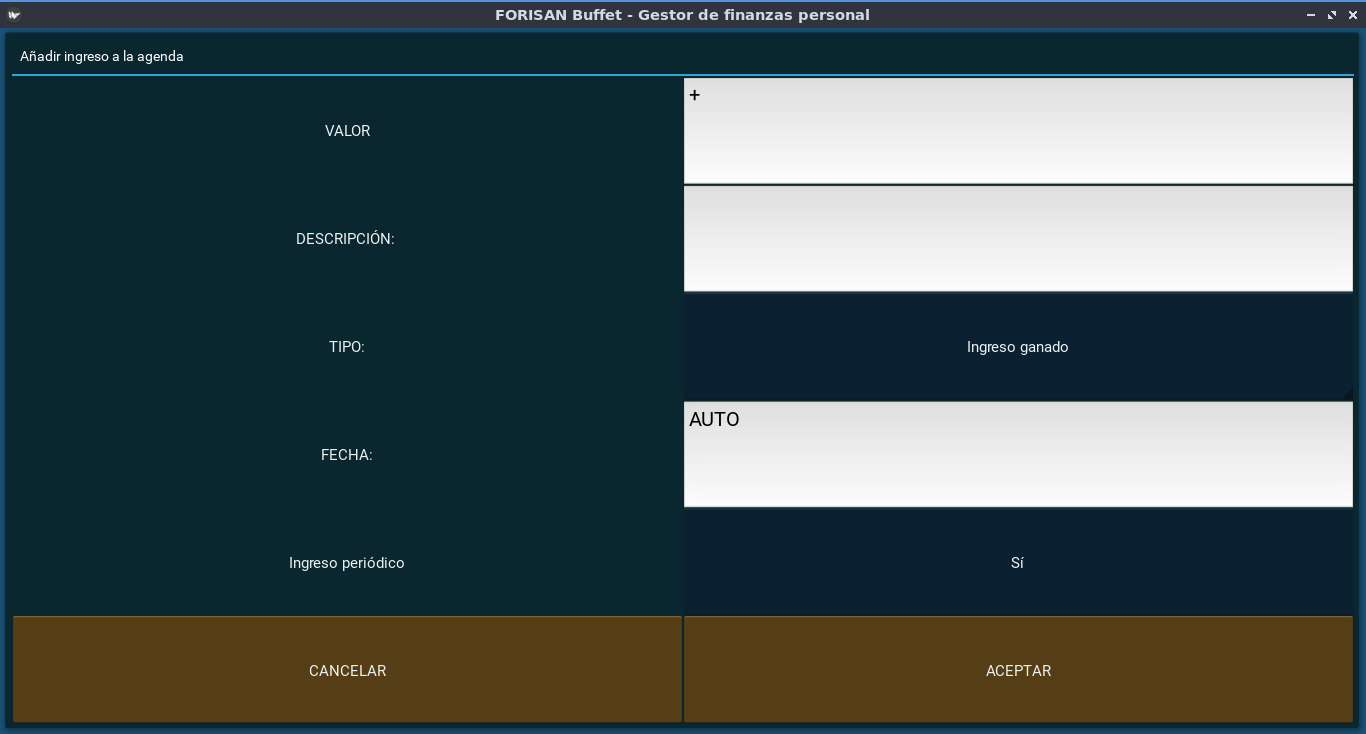 FORISAN Buffet - Gestor de finanzas personal
Añadir ingreso a la agenda
VALOR
+
DESCRIPCIÓN:
TIPO:
Ingreso ganado
FECHA:
AUTO
Ingreso periódico
Sí
CANCELAR
ACEPTAR